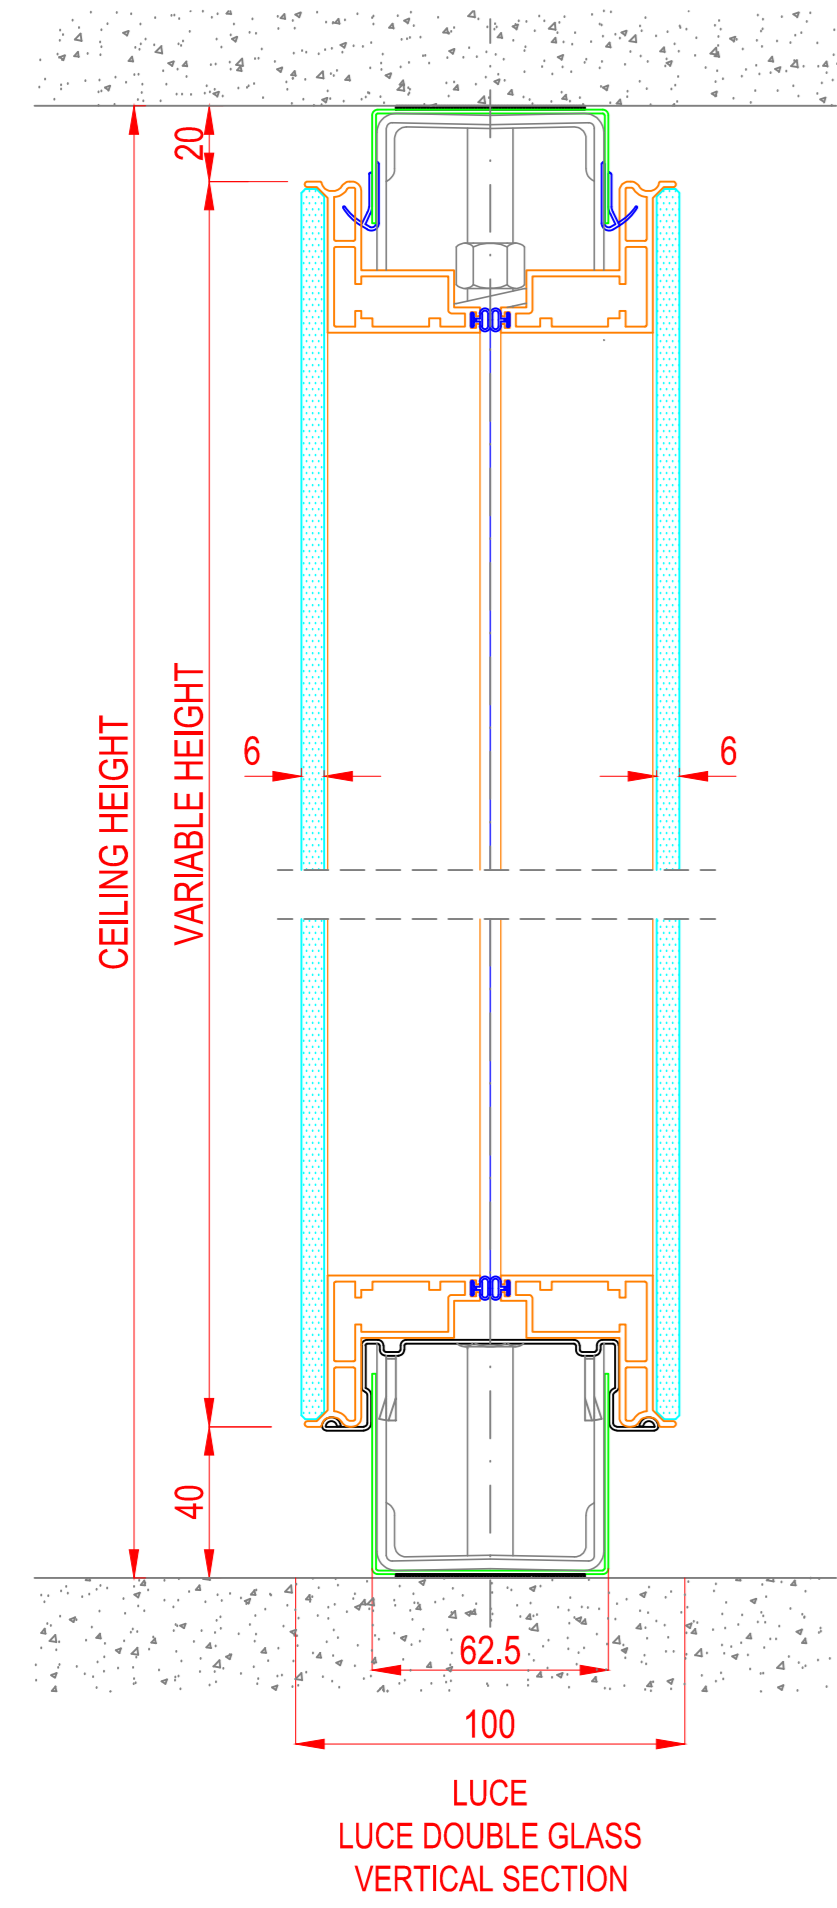 20
CEILING HEIGHT
VARIABLE HEIGHT
6
6
40
62.5
100
LUCE
LUCE DOUBLE GLASS
VERTICAL SECTION